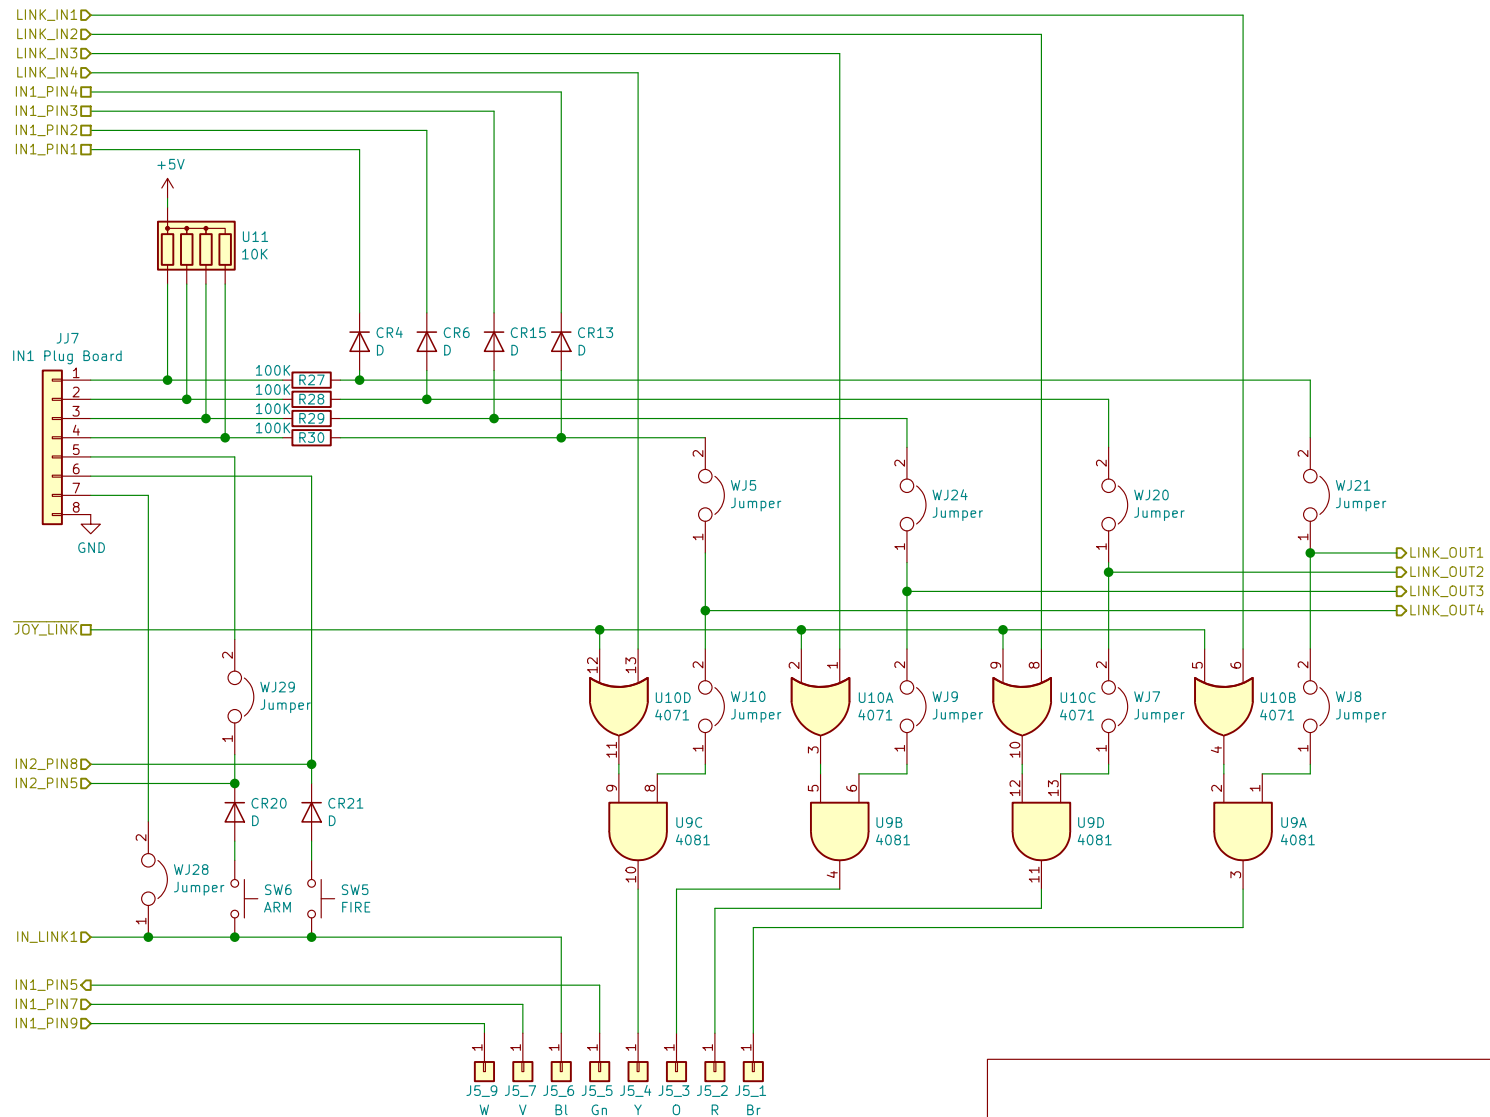 LINK_IN1
LINK_IN2
LINK_IN3
LINK_IN4
IN1_PIN4
IN1_PIN3
IN1_PIN2
IN1_PIN1
+5V
U11
10K
JJ7
IN1 Plug Board
1
2
3
4
5
6
7
8
GND
100K
R27
100K
R28
100K
R29
100K
R30
CR4
D
CR6
D
CR15
D
CR13
D
2
WJ5
Jumper
1
2
WJ24
Jumper
1
2
WJ20
Jumper
1
2
WJ21
Jumper
1
LINK_OUT1
LINK_OUT2
LINK_OUT3
LINK_OUT4
JOY_LINK
2
WJ29
Jumper
1
12
13
U10D
4071
11
2
WJ10
Jumper
1
2
1
U10A
4071
3
2
WJ9
Jumper
1
9
8
U10C
4071
10
2
WJ7
Jumper
1
5
6
U10B
4071
4
2
WJ8
Jumper
1
IN2_PIN8
IN2_PIN5
CR20
D
CR21
D
9
8
U9C
4081
10
5
6
U9B
4081
4
12
13
U9D
4081
11
2
1
U9A
4081
3
2
WJ28
Jumper
1
SW6
ARM
SW5
FIRE
IN_LINK1
IN1_PIN5
IN1_PIN7
IN1_PIN9
1
1
1
1
1
1
1
1
J5_9
J5_7
J5_6
J5_5
J5_4
J5_3
J5_2
J5_1
W
V
Bl
Gn
Y
O
R
Br